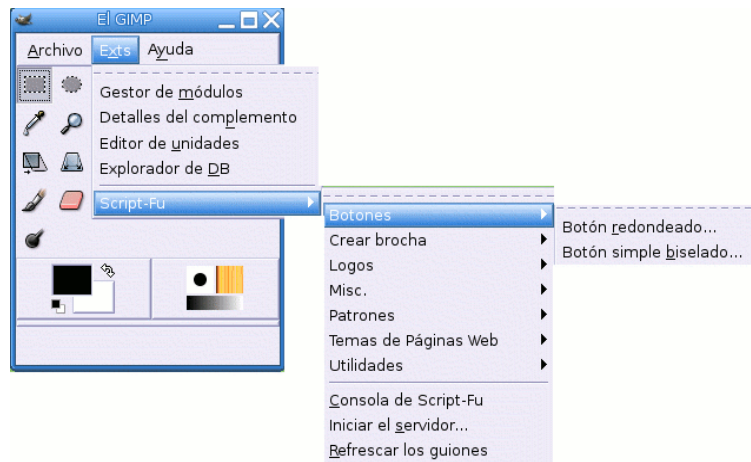 El GIMP
Archivo Exts Ayuda
Gestor de módulos
Detalles del complemento
Editor de unidades
Explorador de DB
Script-Fu
Botones
Crear brocha
Logos
Misc.
Patrones
Temas de Páginas Web
Utilidades
Consola de Script-Fu
Iniciar el servidor...
Refrescar los guiones
Botón redondeado...
Botón simple biselado...